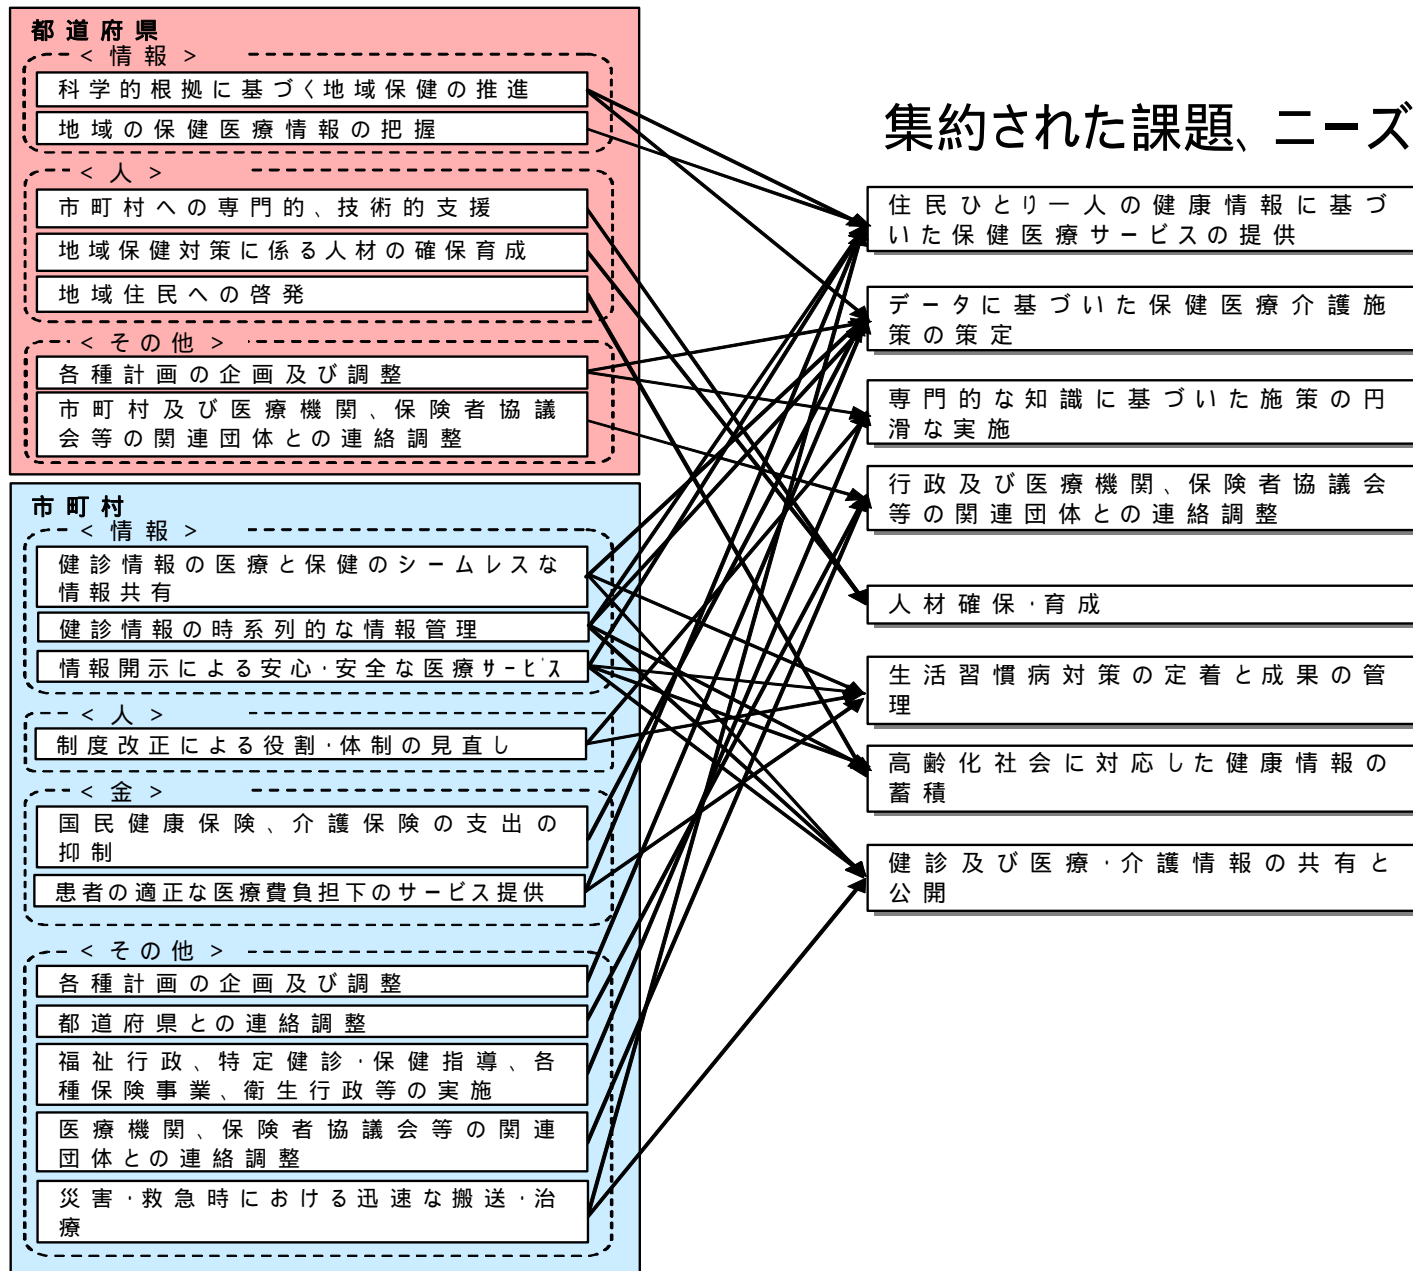 都道府県
<情報>
科学的根拠に基づく地域保健の推進
地域の保健医療情報の把握
<人>
市町村への専門的、技術的支援
地域保健対策に係る人材の確保育成
地域住民への啓発
<その他>
各種計画の企画及び調整
市町村及び医療機関、保険者協議
会等の関連団体との連絡調整
市町村
<情報>
健診情報の医療と保健のシームレスな
情報共有
健診情報の時系列的な情報管理
情報開示による安心・安全な医療サービス
<人>
制度改正による役割・体制の見直し
<金>
国民健康保険、介護保険の支出の
抑制
患者の適正な医療費負担下のサービス提供
<その他>
各種計画の企画及び調整
都道府県との連絡調整
福祉行政、特定健診・保健指導、各
種保険事業、衛生行政等の実施
医療機関、保険者協議会等の関連
団体との連絡調整
災害・救急時における迅速な搬送・治
療
集約された課題、ニーズ
住民ひとり一人の健康情報に基づ
いた保健医療サービスの提供
データに基づいた保健医療介護施
策の策定
専門的な知識に基づいた施策の円
滑な実施
行政及び医療機関、保険者協議会
等の関連団体との連絡調整
人材確保・育成
生活習慣病対策の定着と成果の管
理
高齢化社会に対応した健康情報の
蓄積
健診及び医療・介護情報の共有と
公開